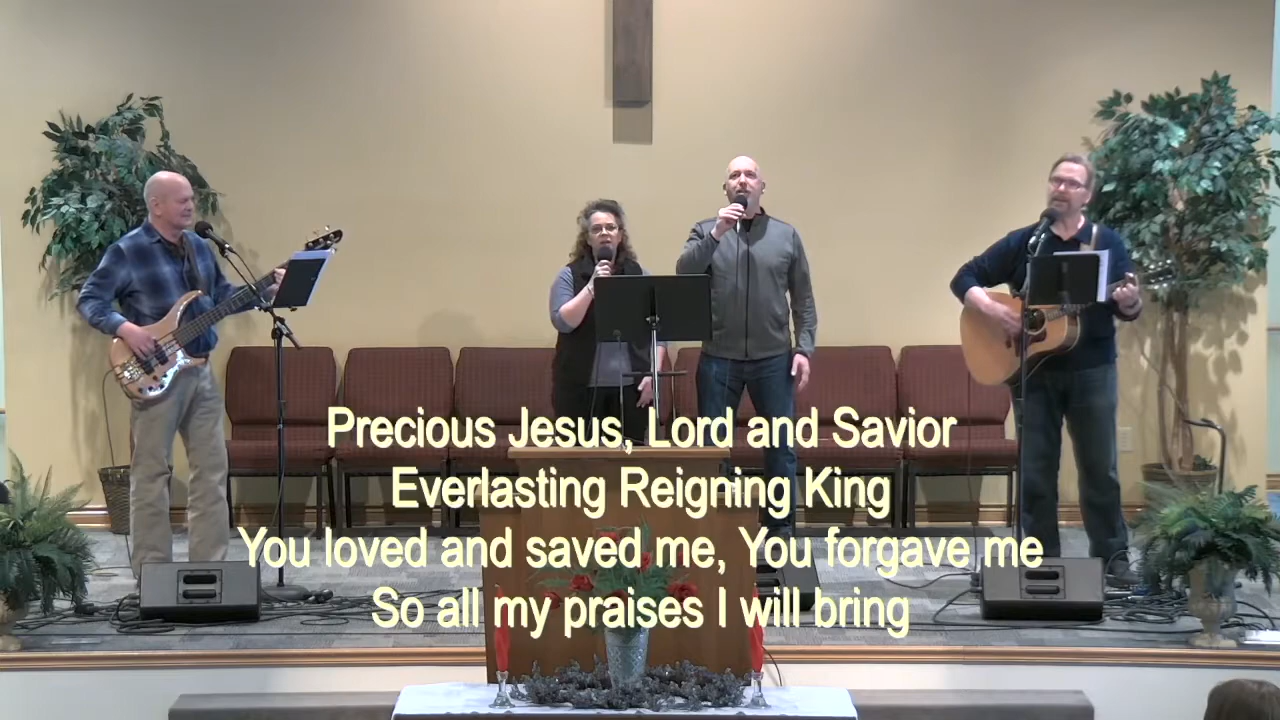 Precious Jesus, Lord and Savior
Everlasting Reigning King
You loved and saved me, You forgave me
So all my praises I will bring